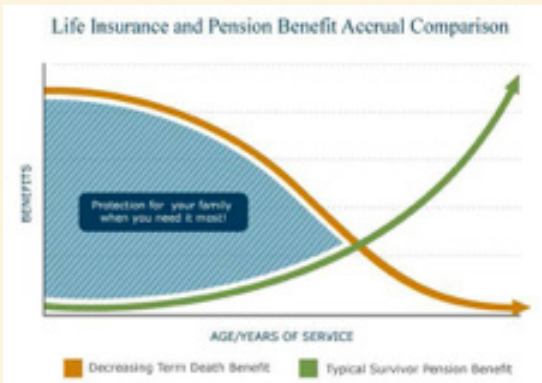 Life Insurance and Pension Benefit Accrual Comparison
BENEFITS
Protection for your family
when you need it most!
AGE/YEARS OF SERVICE
Decreasing Term Death Benefit
Typical Survivor Pension Benefit